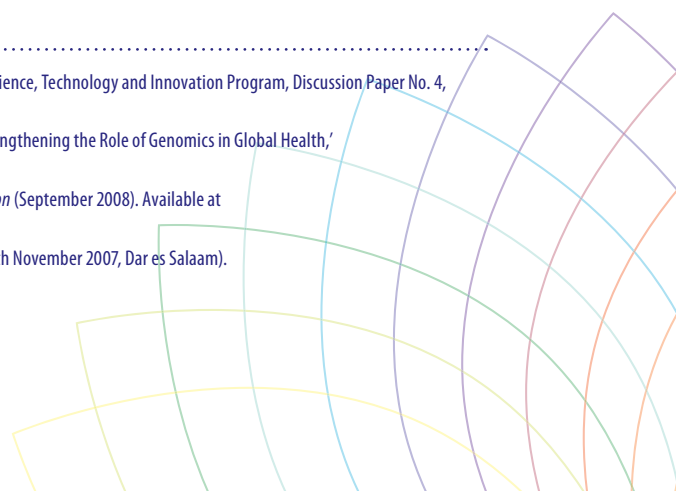 ience, Technology and Innovation Program, Discussion Paper No. 4,
ngthening the Role of Genomics in Global Health,’
on (September 2008). Available at
h November 2007, Dar es Salaam).